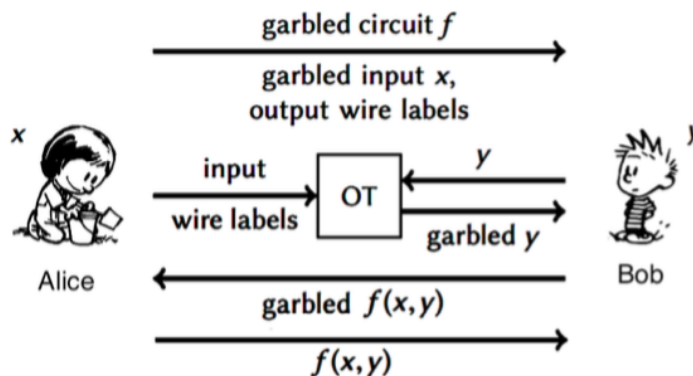 garbled circuit f
garbled input x,
output wire labels
x
y
input
OT
y
wire labels
garbled y
Alice
Bob
garbled f(x,y)
f(x,y)